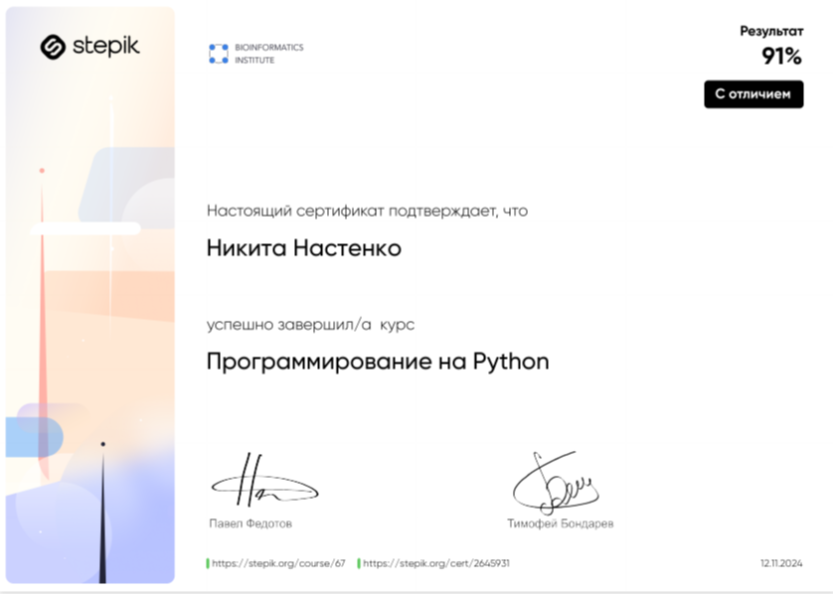 stepik
BIOINFORMATICS
INSTITUTE
Результат
91%
С отличием
Настоящий сертификат подтверждает, что
Никита Настенко
успешно завершил/а курс
Программирование на Python
Павел Федотов
Тимофей Бондарев
https://stepik.org/course/67
https://stepik.org/cert/2645931
12.11.2024